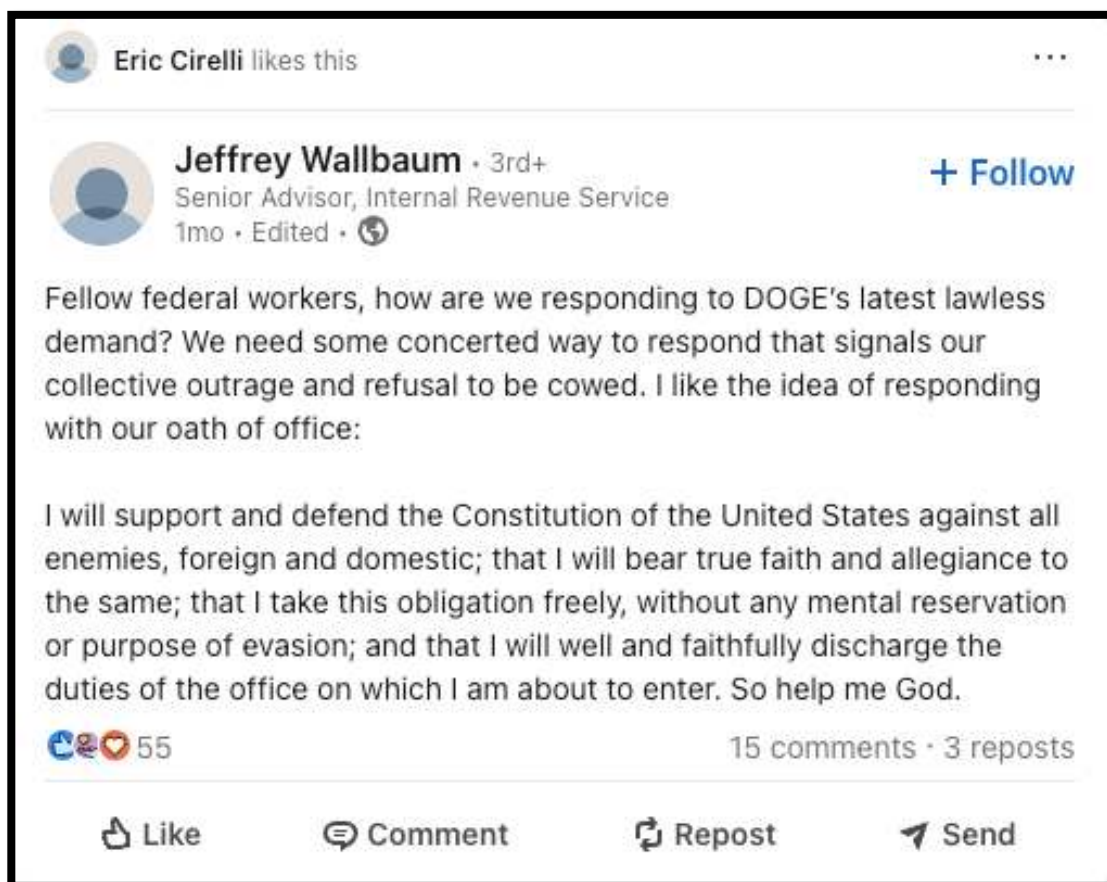 Eric Cirelli likes this
Jeffrey Wallbaum · 3rd+
+ Follow
Senior Advisor, Internal Revenue Service
1mo · Edited ·
Fellow federal workers, how are we responding to DOGE's latest lawless
demand? We need some concerted way to respond that signals our
collective outrage and refusal to be cowed. I like the idea of responding
with our oath of office:
I will support and defend the Constitution of the United States against all
enemies, foreign and domestic; that I will bear true faith and allegiance to
the same; that I take this obligation freely, without any mental reservation
or purpose of evasion; and that I will well and faithfully discharge the
duties of the office on which I am about to enter. So help me God.
55
15 comments · 3 reposts
Like Comment Repost Send